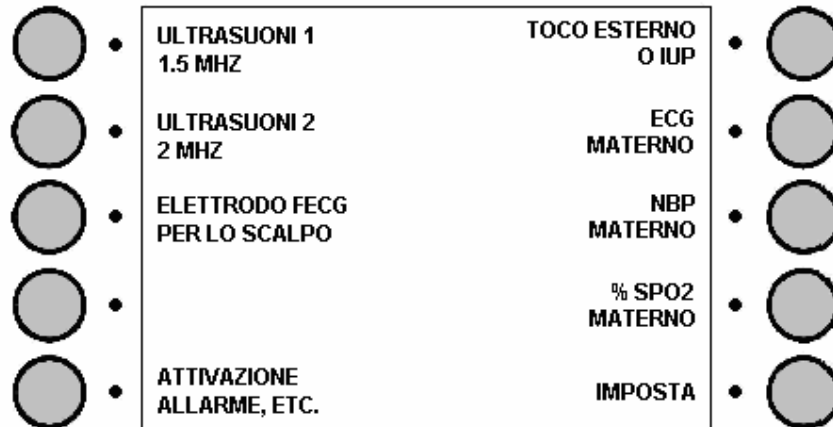 ULTRASUONI 1
1.5 MHZ
ULTRASUONI 2
2 MHZ
ELETTRODO FECG
PER LO SCALPO
ATTIVAZIONE
ALLARME, ETC.
TOCO ESTERNO
O IUP
ECG
MATERNO
NBP
MATERNO
% SPO2
MATERNO
IMPOSTA